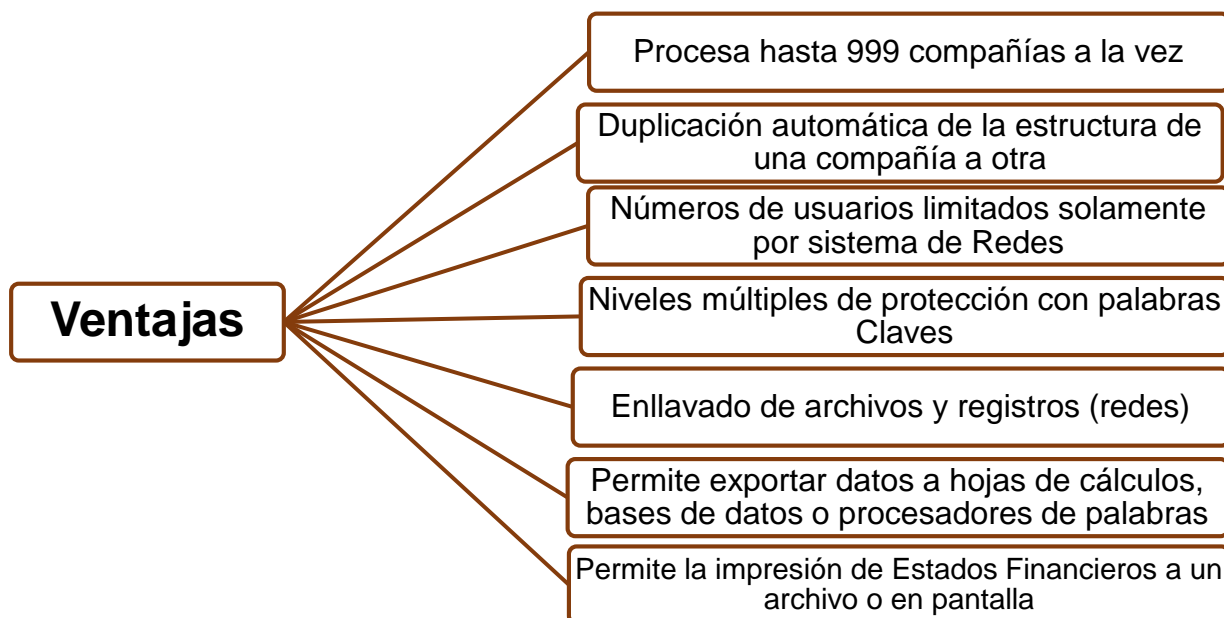 Procesa hasta 999 compañías a la vez
Duplicación automática de la estructura de
una compañía a otra
Números de usuarios limitados solamente
por sistema de Redes
Ventajas
Niveles múltiples de protección con palabras
Claves
Enllavado de archivos y registros (redes)
Permite exportar datos a hojas de cálculos,
bases de datos o procesadores de palabras
Permite la impresión de Estados Financieros a un
archivo o en pantalla